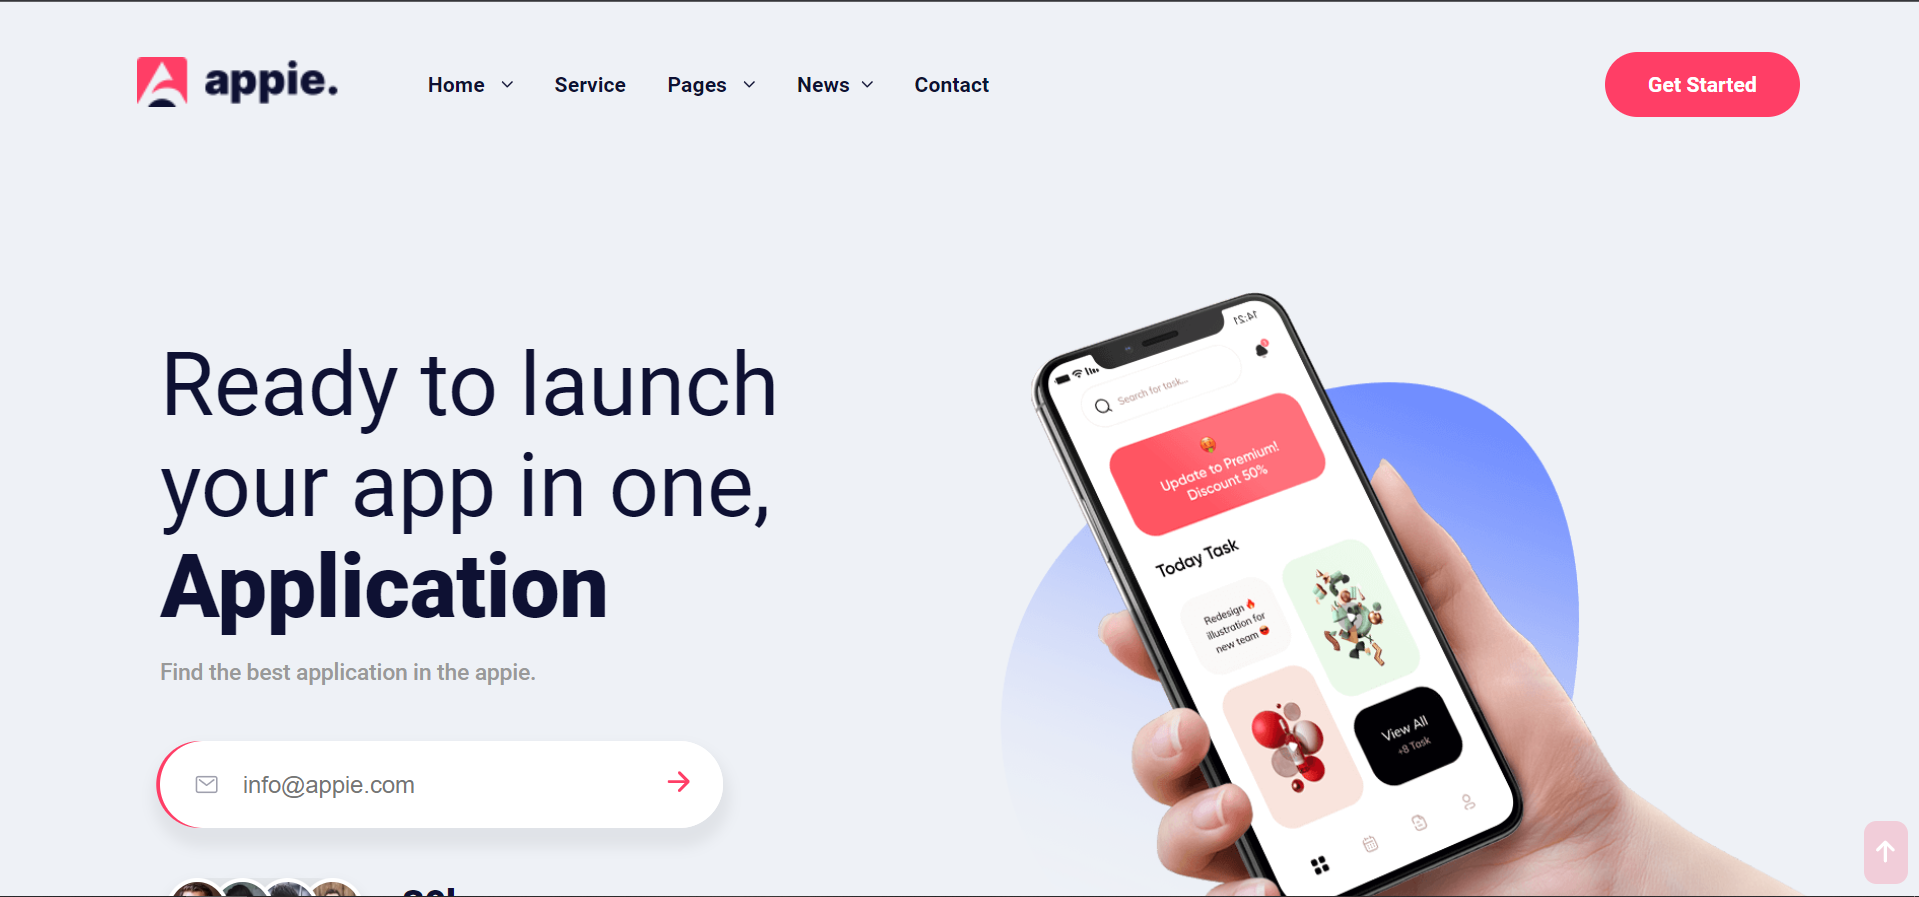 appie.
Home
Service
Pages
News
Contact
Get Started
Ready to launch
your app in one,
Application
Find the best application in the appie.
info@appie.com
14:21
Search for task...
Update to Premium!
Discount 50%
Today Task
Redesign 🔥
illustration for
new team
View All
+8 Task